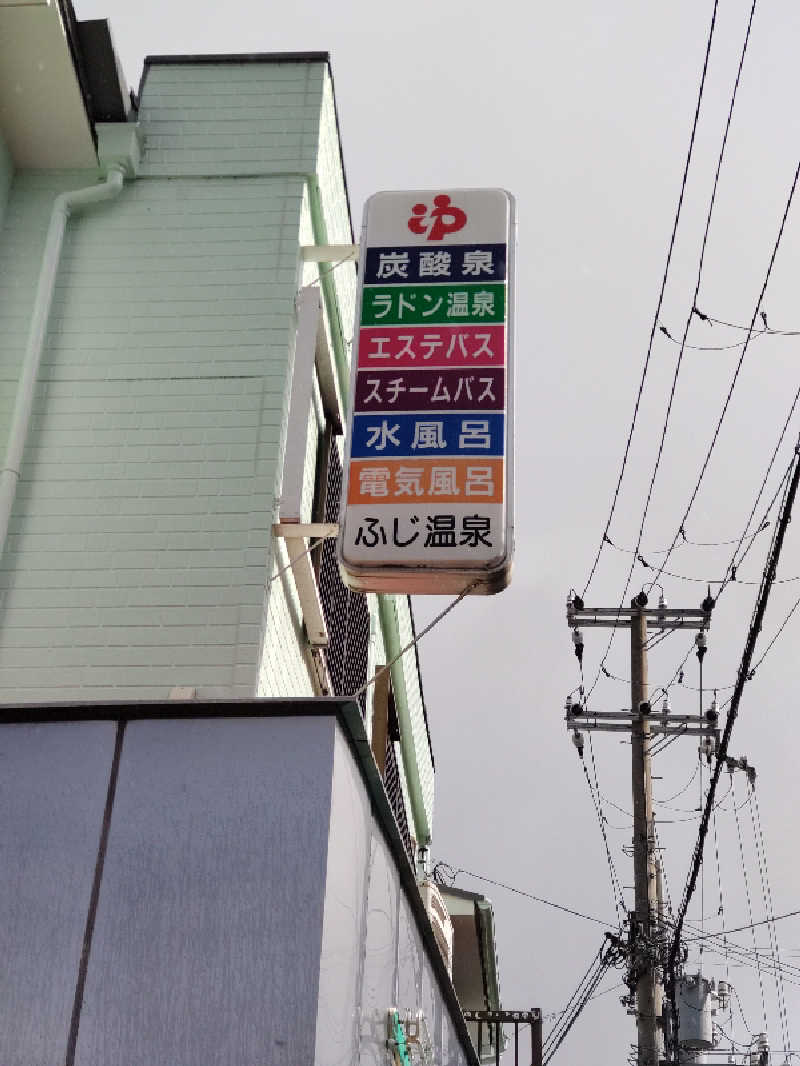 ゆ
炭酸泉
ラドン温泉
エステバス
スチームバス
水風呂
電気風呂
ふじ温泉